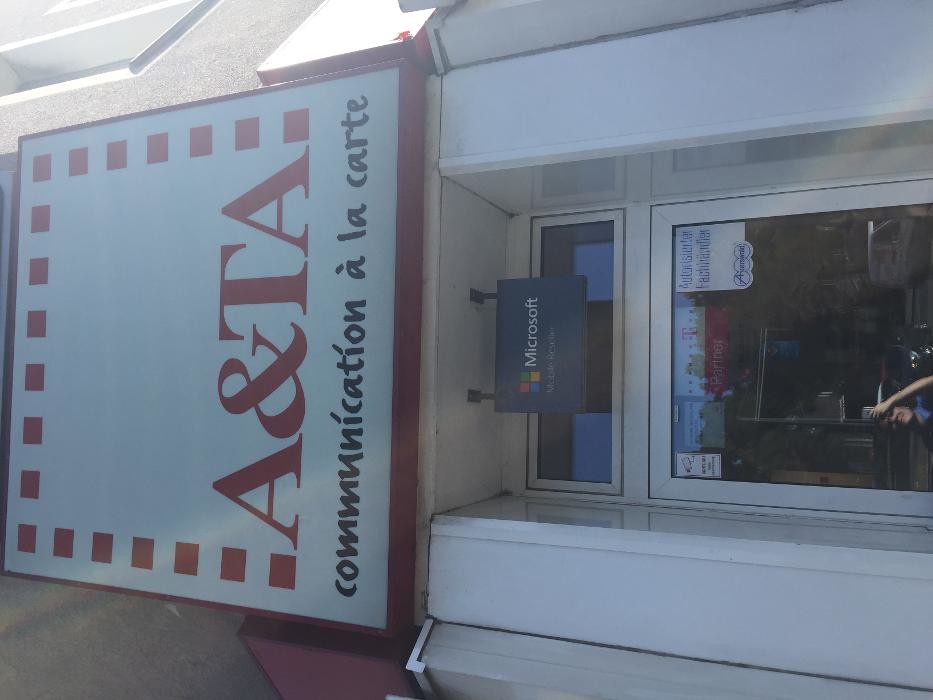 A&TA
communication à la carte
Microsoft
Mobile Reseller
Autorisierter
Fachhändler
T
Partner